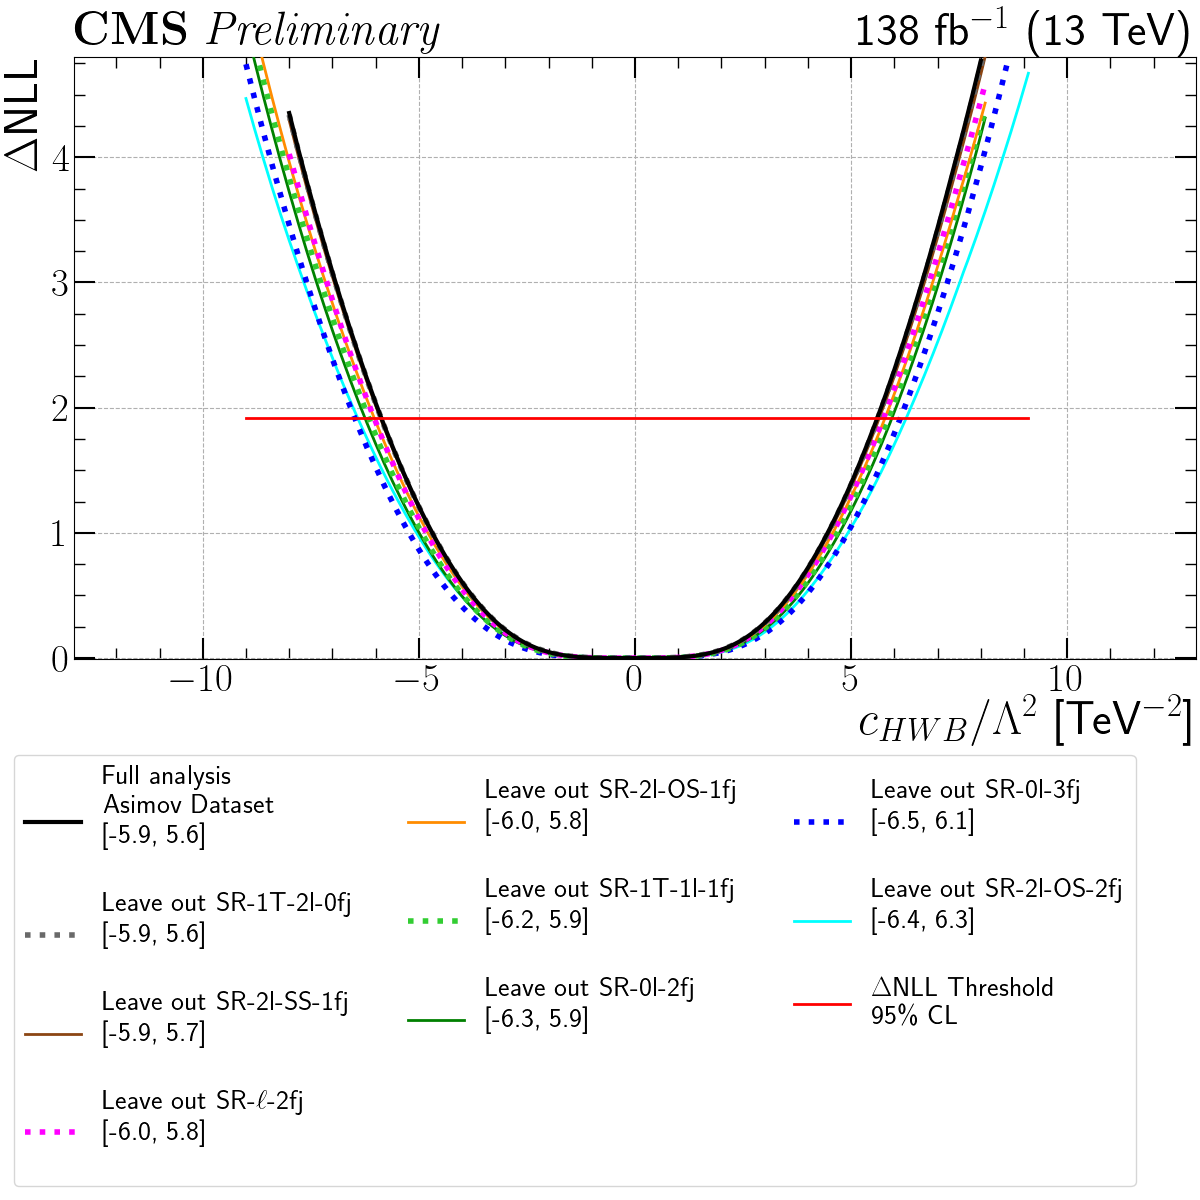 CMS Preliminary 138 fb⁻¹ (13 TeV)
ΔNLL
4
3
2
1
0
−10 −5 0 5 10
c_{HWB}/Λ² [TeV⁻²]
Full analysis
Asimov Dataset
[-5.9, 5.6]
Leave out SR-1T-2l-0fj
[-5.9, 5.6]
Leave out SR-2l-SS-1fj
[-5.9, 5.7]
Leave out SR-ℓ-2fj
[-6.0, 5.8]
Leave out SR-2l-OS-1fj
[-6.0, 5.8]
Leave out SR-1T-1l-1fj
[-6.2, 5.9]
Leave out SR-0l-2fj
[-6.3, 5.9]
Leave out SR-0l-3fj
[-6.5, 6.1]
Leave out SR-2l-OS-2fj
[-6.4, 6.3]
ΔNLL Threshold
95% CL